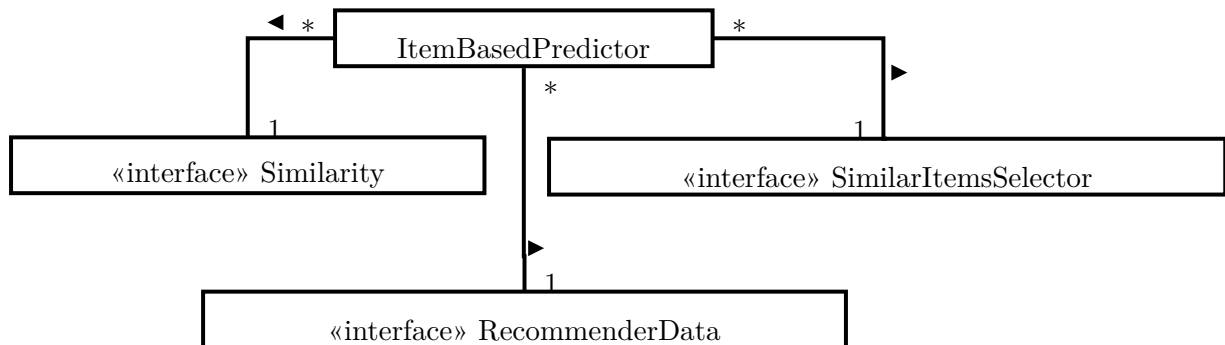 * ItemBasedPredictor *
*
1
1
«interface» Similarity
«interface» SimilarItemsSelector
1
«interface» RecommenderData